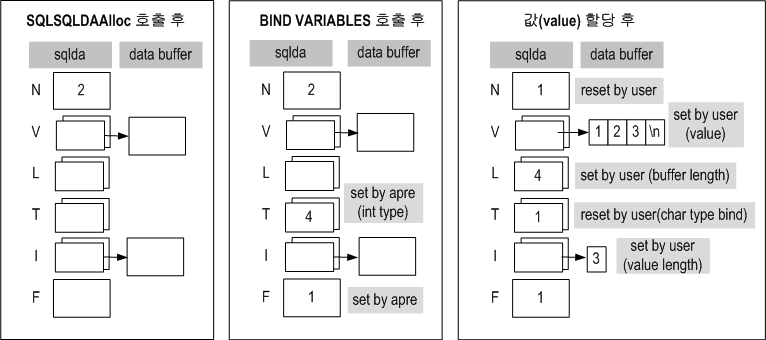 SQLSQLDAAlloc 호출 후
sqlda data buffer
N 2
V
L
T
I
F
BIND VARIABLES 호출 후
sqlda data buffer
N 2
V
L
set by apre
(int type)
T 4
I
F 1 set by apre
값(value) 할당 후
sqlda data buffer
N 1 reset by user
V 1 2 3 \n
set by user
(value)
L 4 set by user (buffer length)
T 1 reset by user(char type bind)
I 3
set by user
(value length)
F 1